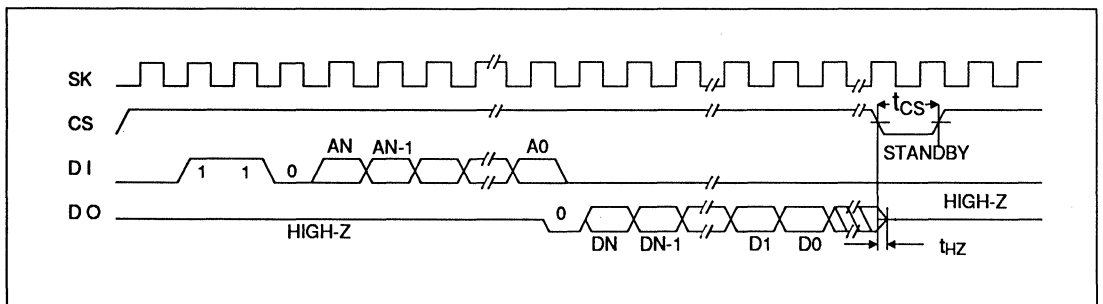 SK
CS
tCS
STANDBY
DI
1 1 0 AN AN-1 A0
DO
HIGH-Z
0 DN DN-1 D1 D0
HIGH-Z
tHZ